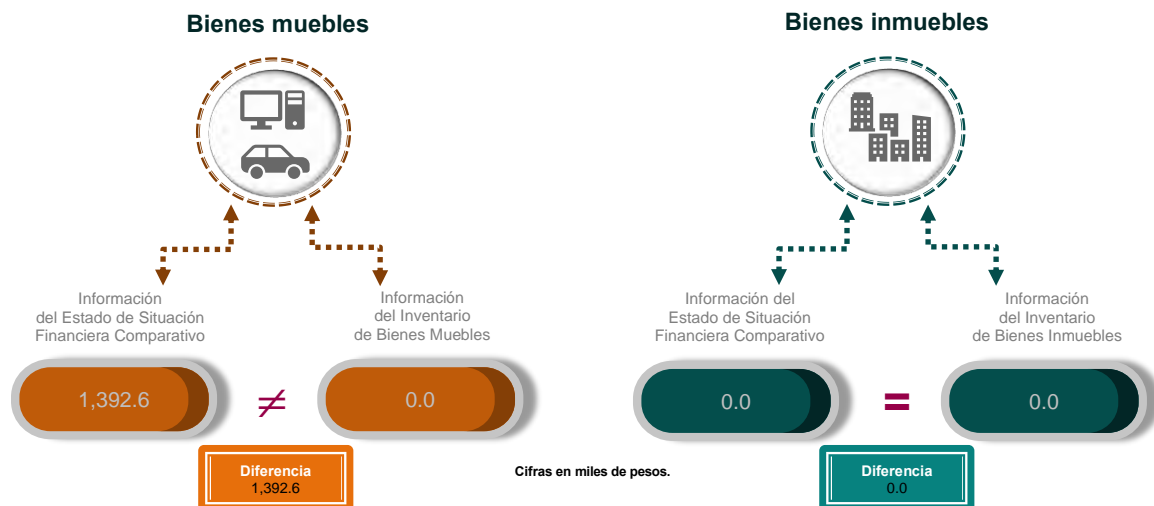 Bienes muebles
Información
del Estado de Situación
Financiera Comparativo
Información
del Inventario
de Bienes Muebles
1,392.6
≠
0.0
Diferencia
1,392.6
Cifras en miles de pesos.
Bienes inmuebles
Información del
Estado de Situación
Financiera Comparativo
Información
del Inventario
de Bienes Inmuebles
0.0
=
0.0
Diferencia
0.0